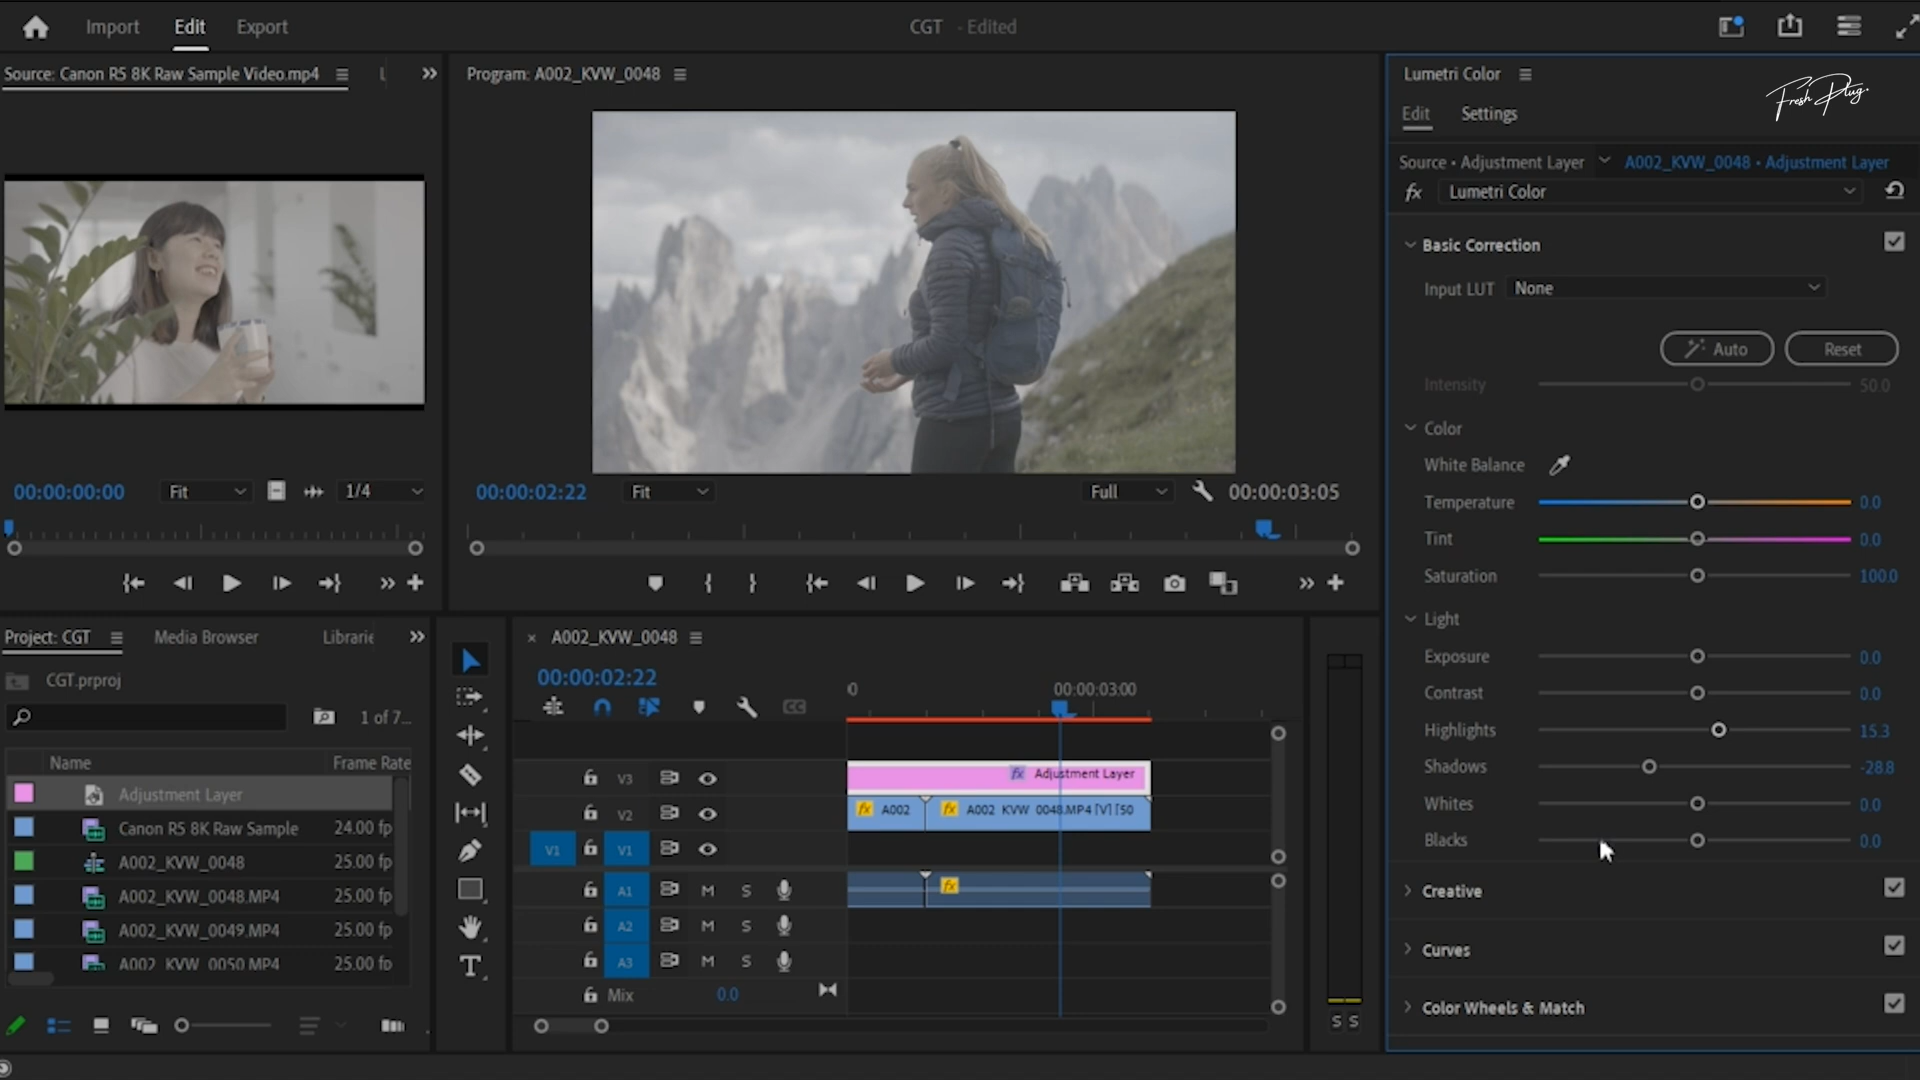 Import Edit Export
CGT - Edited
Source: Canon R5 8K Raw Sample Video.mp4
00:00:00:00 Fit 1/4
Program: A002_KVW_0048
00:00:02:22 Fit Full 00:00:03:05
Lumetri Color
Fresh Plug.
Edit Settings
Source • Adjustment Layer A002_KVW_0048 • Adjustment Layer
fx Lumetri Color
Basic Correction
Input LUT None
Auto Reset
Intensity 50.0
Color
White Balance
Temperature 0.0
Tint 0.0
Saturation 100.0
Light
Exposure 0.0
Contrast 0.0
Highlights 15.3
Shadows -28.8
Whites 0.0
Blacks 0.0
Creative
Curves
Color Wheels & Match
Project: CGT Media Browser Librarie
CGT.prproj
1 of 7...
Name Frame Rate
Adjustment Layer
Canon R5 8K Raw Sample 24.00 fp
A002_KVW_0048 25.00 fp
A002_KVW_0048.MP4 25.00 fp
A002_KVW_0049.MP4 25.00 fp
A002_KVW_0050.MP4 25.00 fp
× A002_KVW_0048
00:00:02:22
CC
00:00:03:00
V3 fx Adjustment Layer
V2 fx A002 fx A002_KVW_0048.MP4 [V] [50
V1 V1
A1 M S fx
A2 M S
A3 M S
Mix 0.0
S S